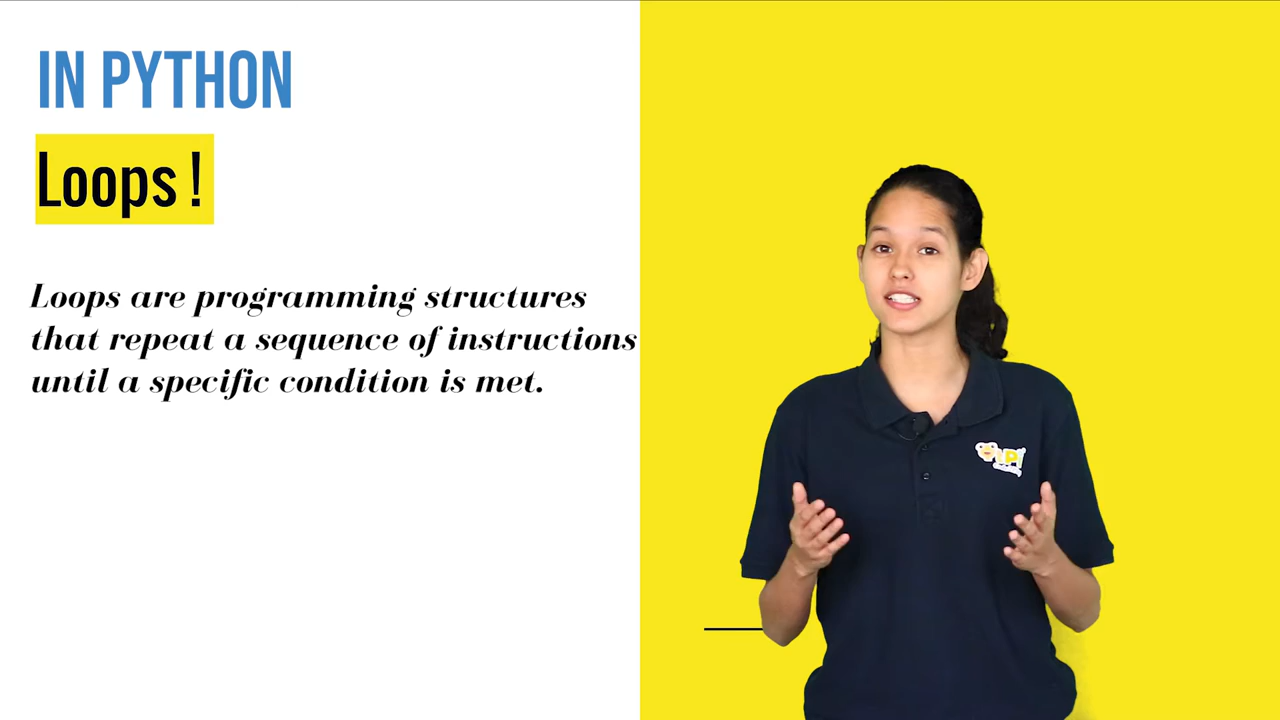 IN PYTHON
Loops !
Loops are programming structures
that repeat a sequence of instructions
until a specific condition is met.